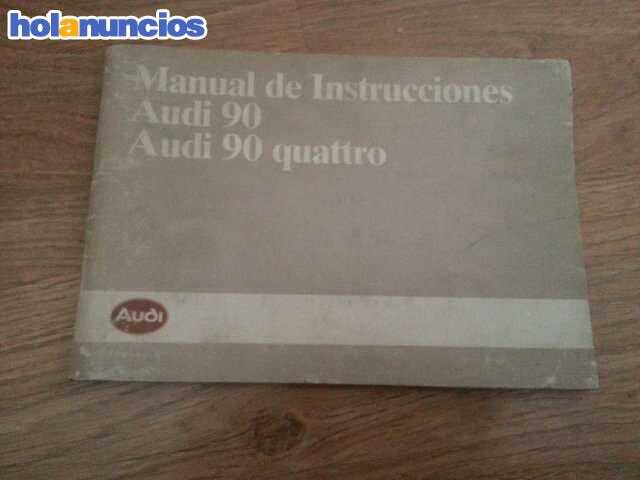 holanuncios
Manual de Instrucciones
Audi 90
Audi 90 quattro
Audi